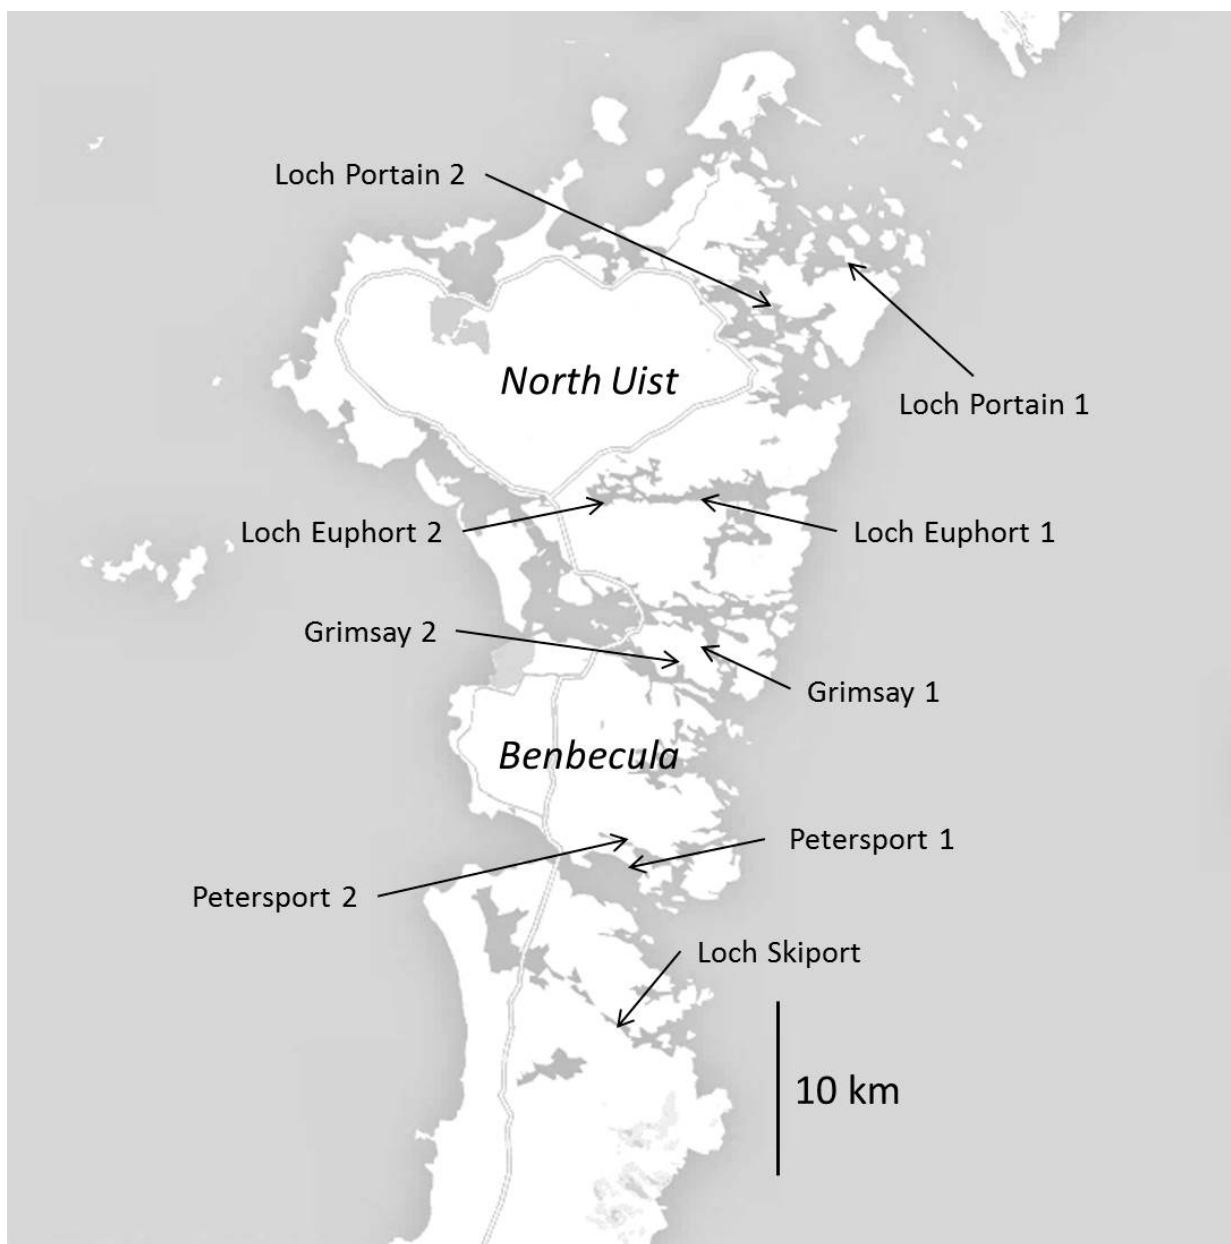 Loch Portain 2
North Uist
Loch Portain 1
Loch Euphort 2
Loch Euphort 1
Grimsay 2
Grimsay 1
Benbecula
Petersport 1
Petersport 2
Loch Skiport
10 km